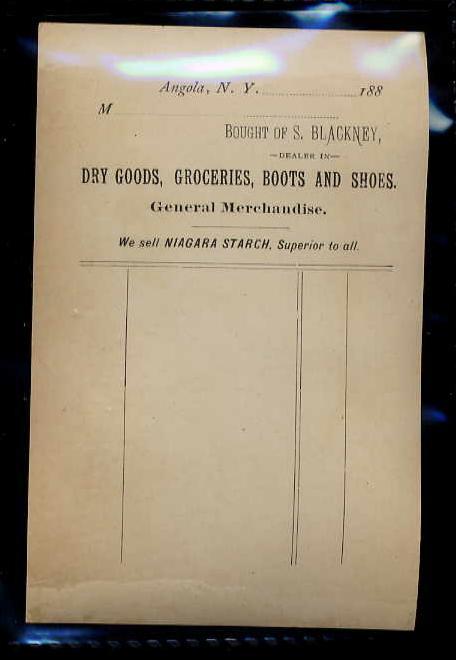 Angola, N. Y. 188
M
BOUGHT OF S. BLACKNEY,
—DEALER IN—
DRY GOODS, GROCERIES, BOOTS AND SHOES.
General Merchandise.
We sell NIAGARA STARCH, Superior to all.